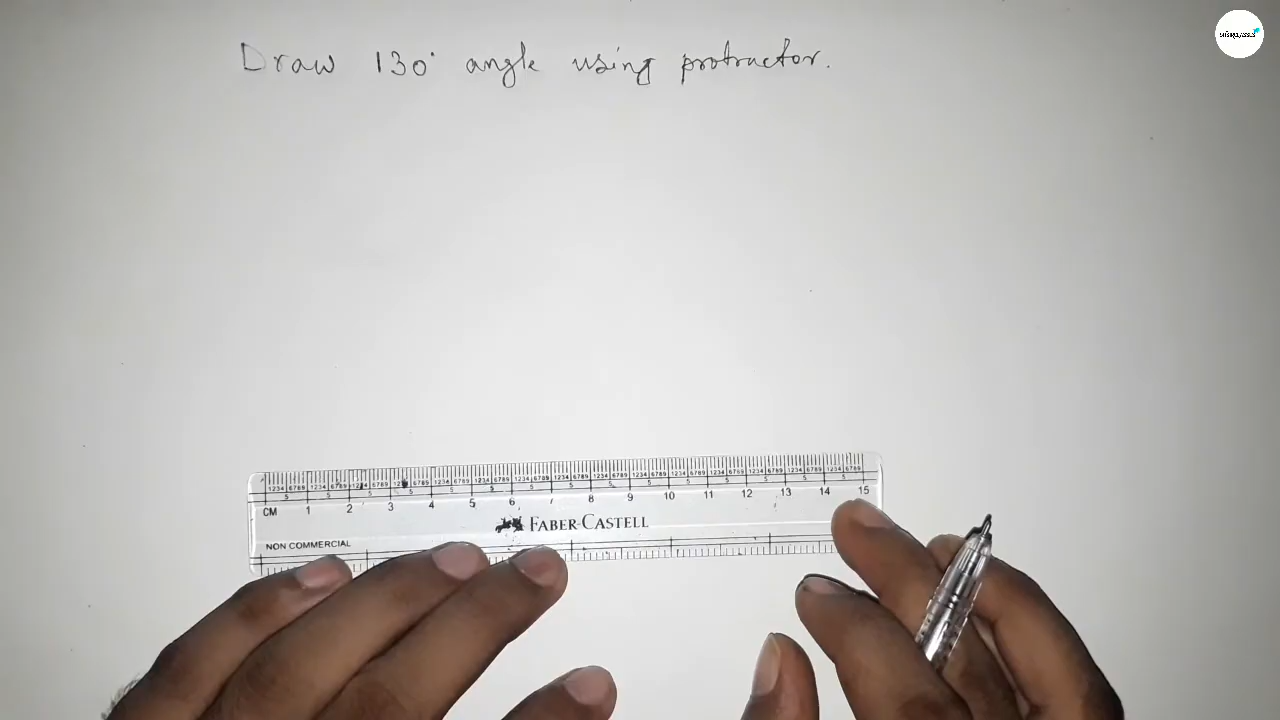 Draw 130° angle using protractor.
1 2 3 4 5 6 7 8 9 10 11 12 13 14 15
CM
FABER-CASTELL
NON COMMERCIAL